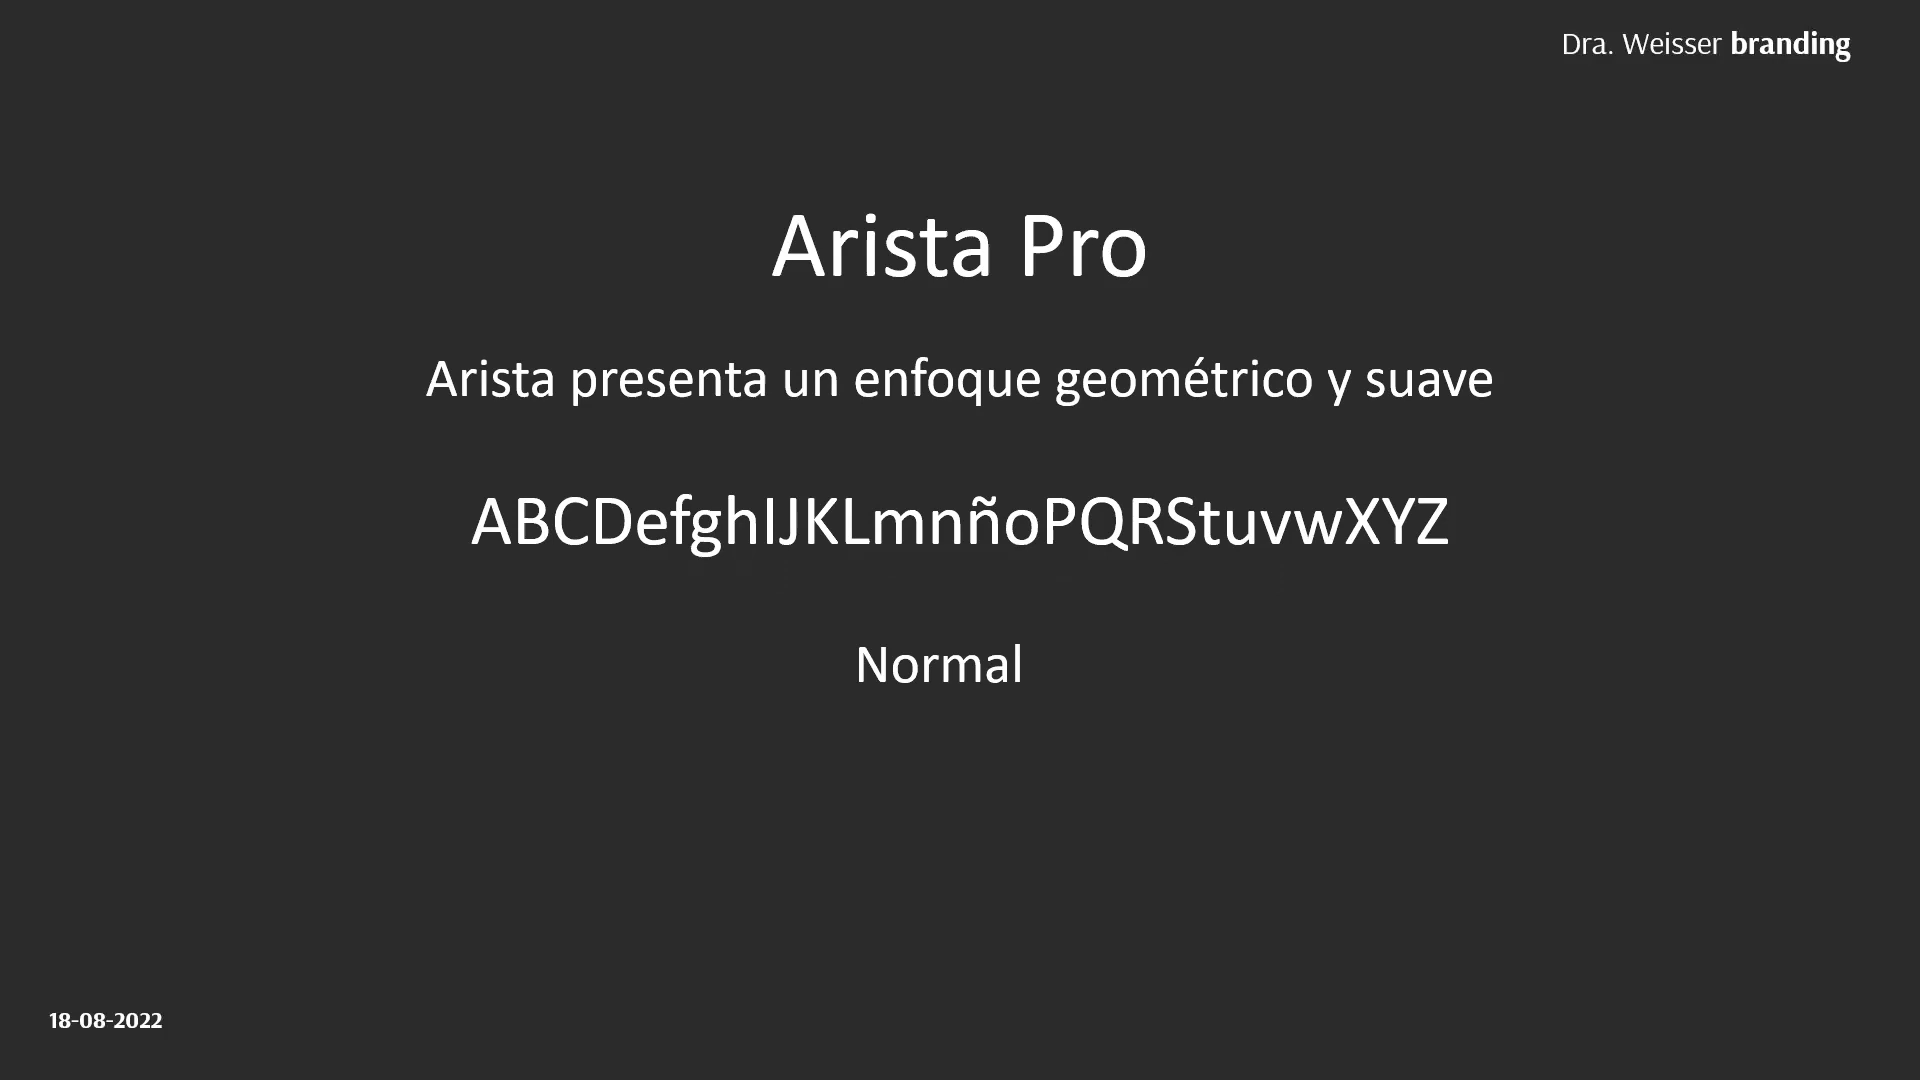 Dra. Weisser branding
Arista Pro
Arista presenta un enfoque geométrico y suave
ABCDefghIJKLmnñoPQRStuvwXYZ
Normal
18-08-2022